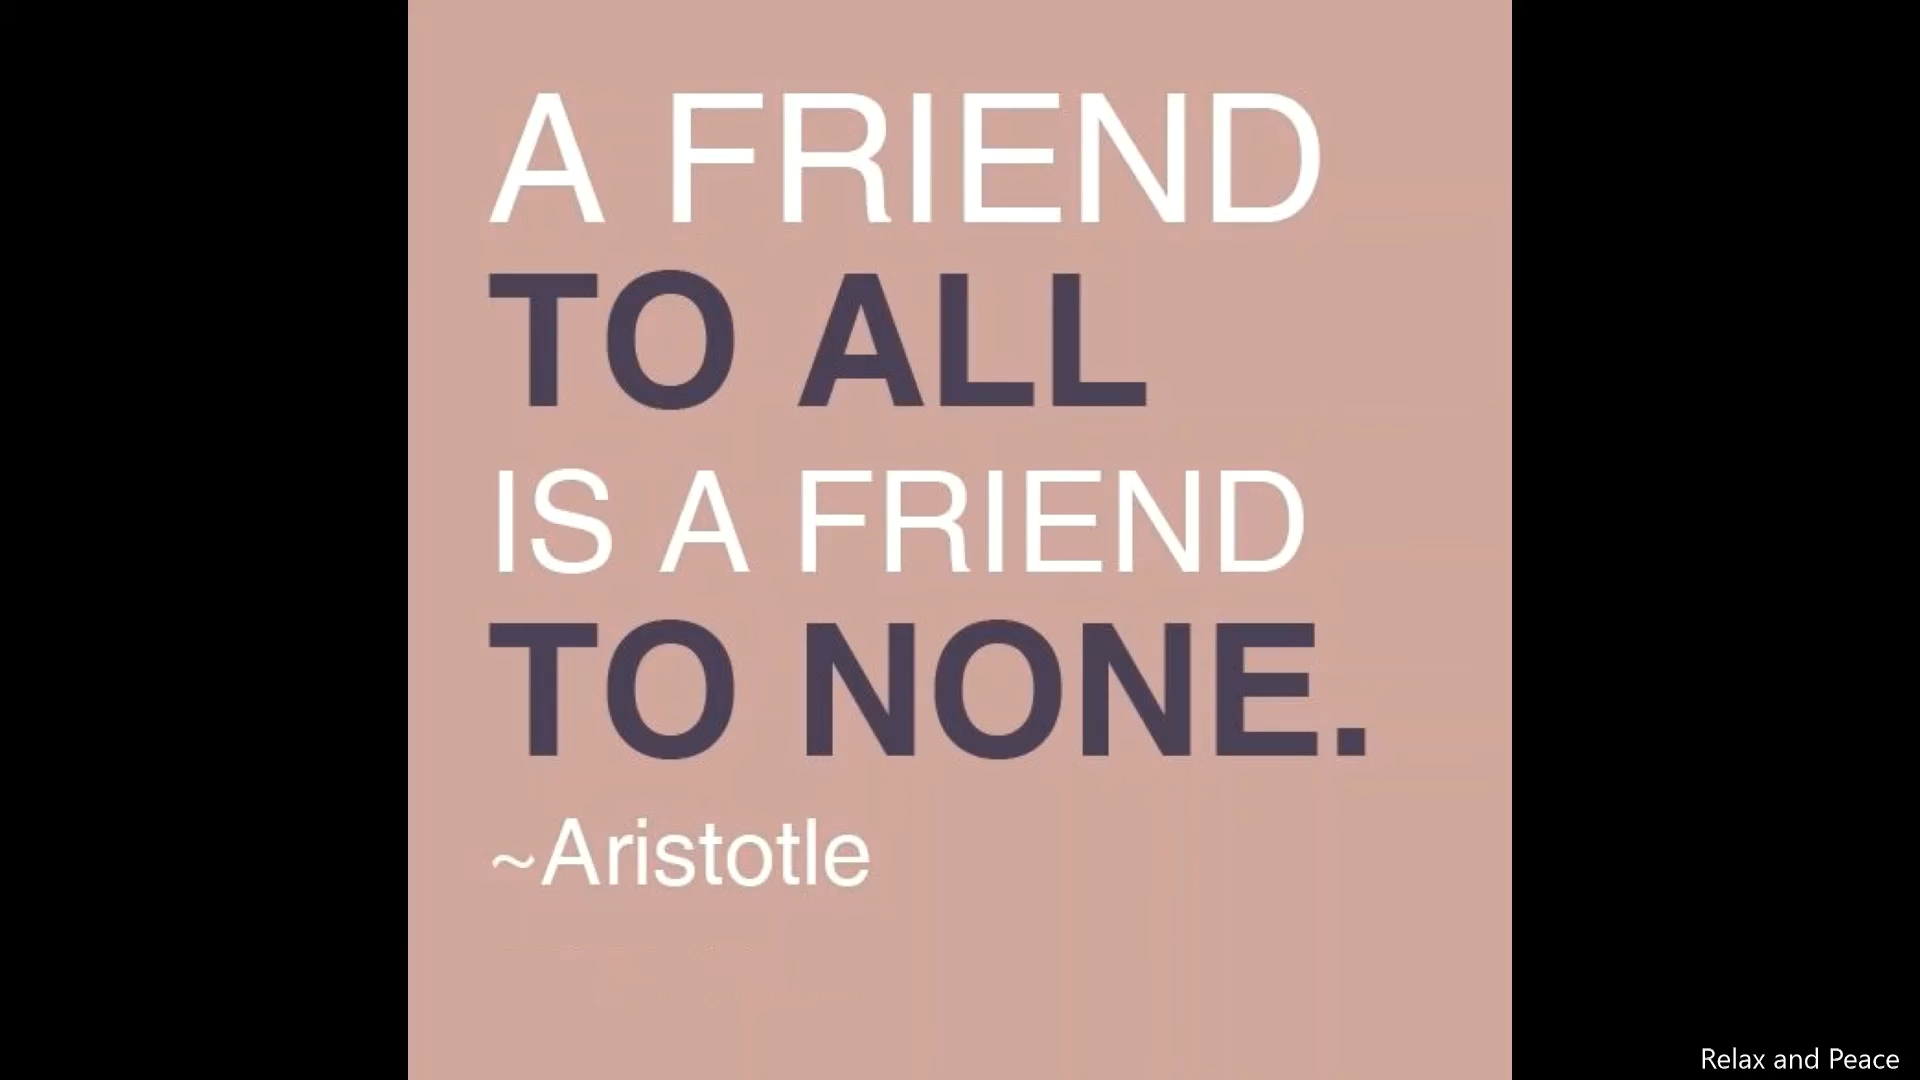 A FRIEND
TO ALL
IS A FRIEND
TO NONE.
~Aristotle
Relax and Peace